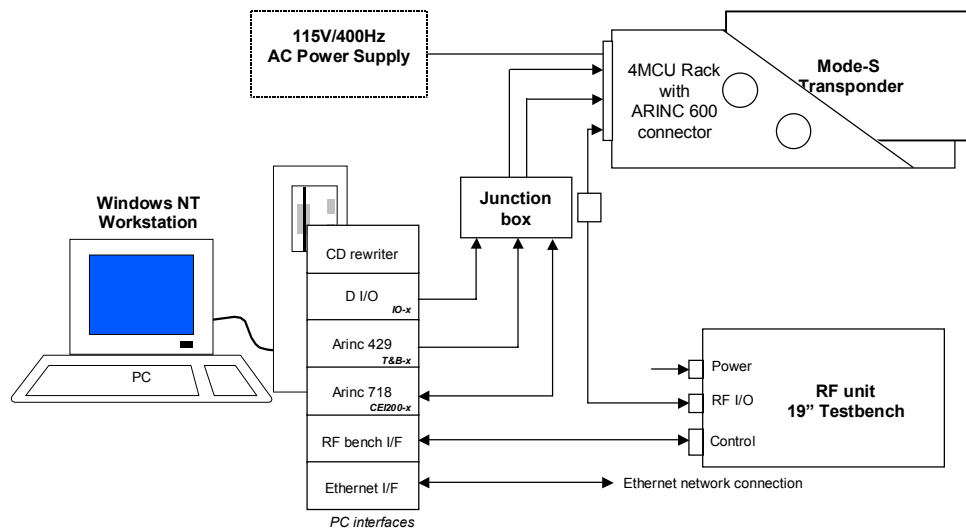 115V/400Hz
AC Power Supply
4MCU Rack
with
ARINC 600
connector
Mode-S
Transponder
Junction
box
Windows NT
Workstation
PC
CD rewriter
D I/O
IO-x
Arinc 429
T&B-x
Arinc 718
CEI200-x
RF bench I/F
Ethernet I/F
PC interfaces
Power
RF I/O
Control
RF unit
19” Testbench
Ethernet network connection